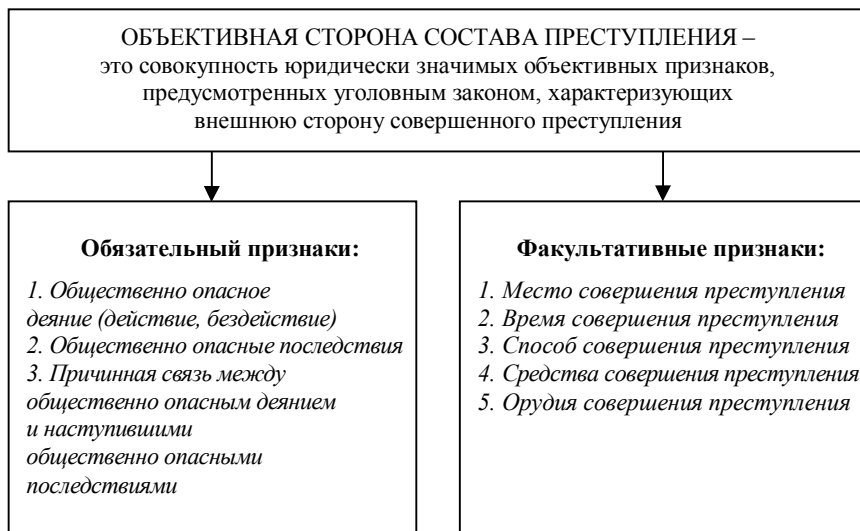 ОБЪЕКТИВНАЯ СТОРОНА СОСТАВА ПРЕСТУПЛЕНИЯ –
это совокупность юридически значимых объективных признаков,
предусмотренных уголовным законом, характеризующих
внешнюю сторону совершенного преступления
Обязательный признаки:
1. Общественно опасное
деяние (действие, бездействие)
2. Общественно опасные последствия
3. Причинная связь между
общественно опасным деянием
и наступившими
общественно опасными
последствиями
Факультативные признаки:
1. Место совершения преступления
2. Время совершения преступления
3. Способ совершения преступления
4. Средства совершения преступления
5. Орудия совершения преступления